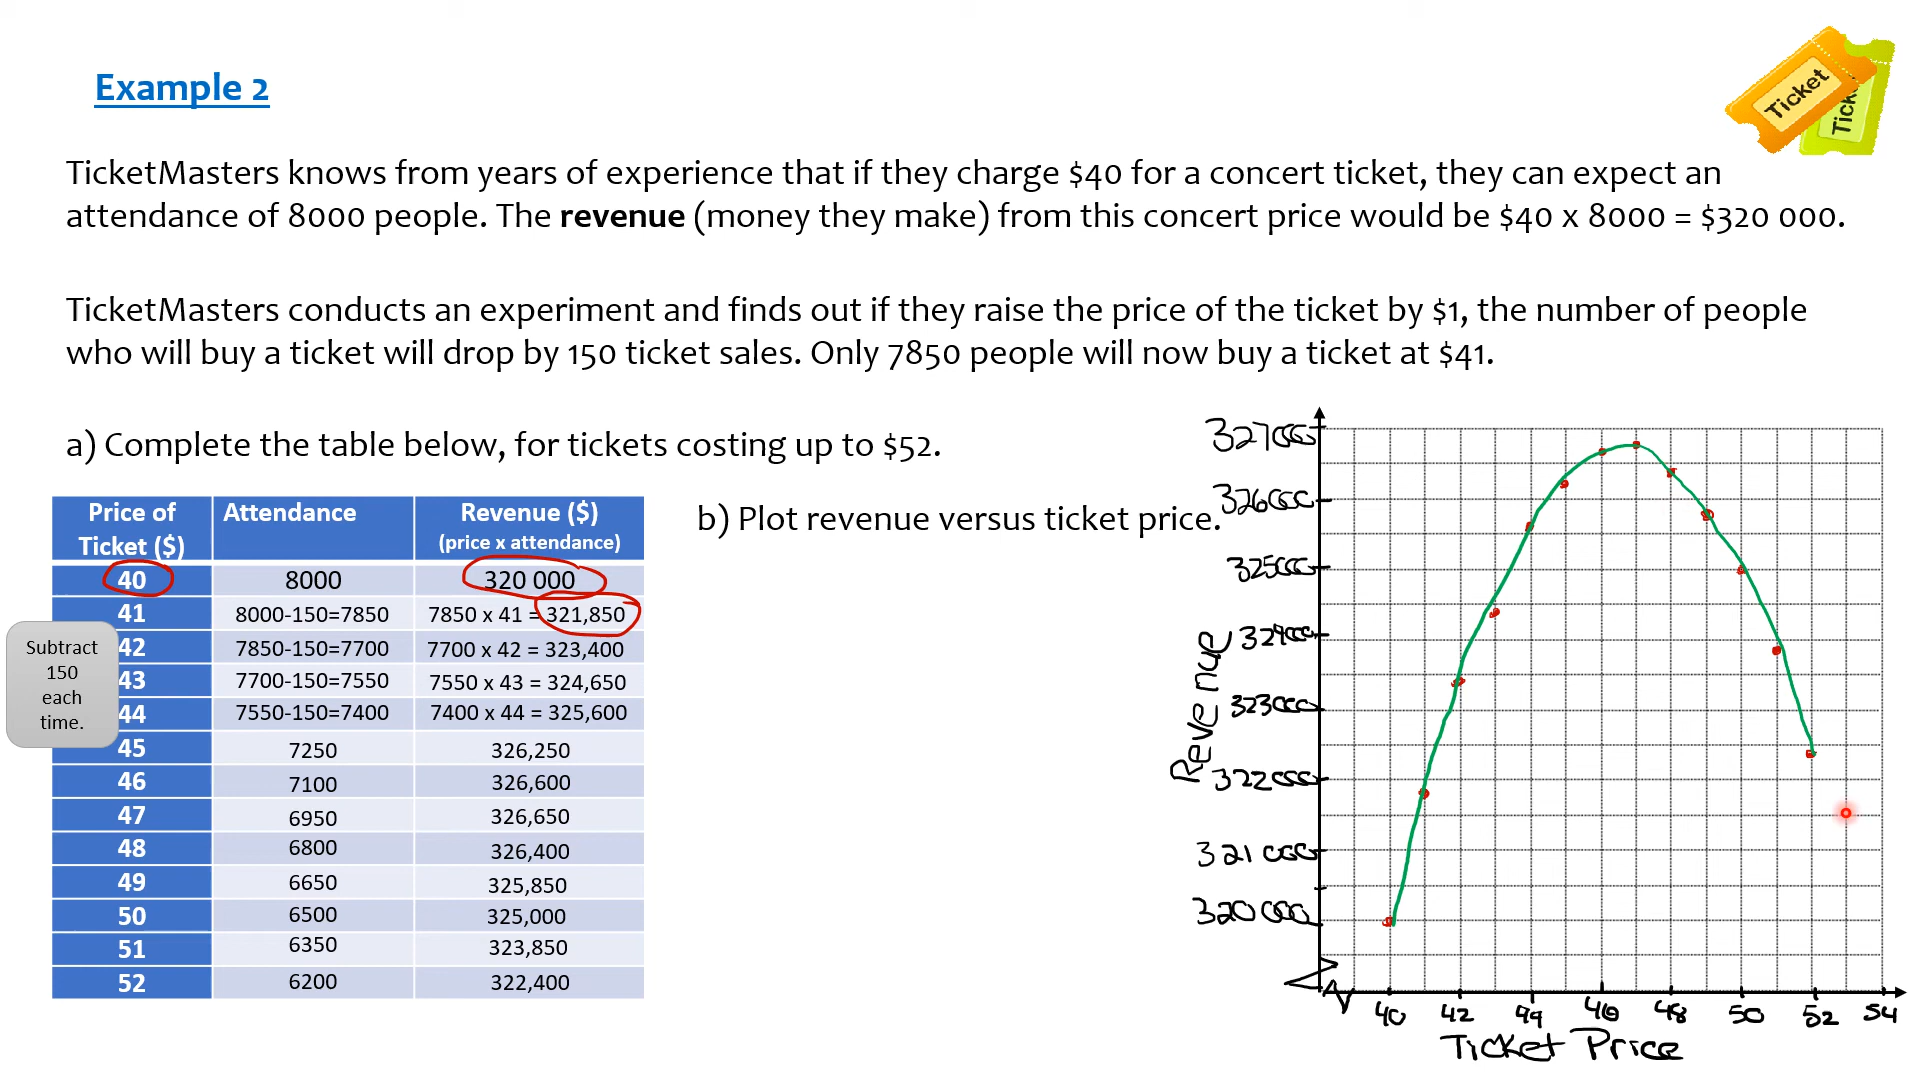 Example 2
Ticket
Tick
TicketMasters knows from years of experience that if they charge $40 for a concert ticket, they can expect an
attendance of 8000 people. The revenue (money they make) from this concert price would be $40 x 8000 = $320 000.
TicketMasters conducts an experiment and finds out if they raise the price of the ticket by $1, the number of people
who will buy a ticket will drop by 150 ticket sales. Only 7850 people will now buy a ticket at $41.
a) Complete the table below, for tickets costing up to $52.
Price of Ticket ($) Attendance Revenue ($) (price x attendance)
40 8000 320 000
41 8000-150=7850 7850 x 41 = 321,850
42 7850-150=7700 7700 x 42 = 323,400
43 7700-150=7550 7550 x 43 = 324,650
44 7550-150=7400 7400 x 44 = 325,600
45 7250 326,250
46 7100 326,600
47 6950 326,650
48 6800 326,400
49 6650 325,850
50 6500 325,000
51 6350 323,850
52 6200 322,400
Subtract
150
each
time.
b) Plot revenue versus ticket price.
327000
326000
325000
324000
323000
322000
321000
320000
Revenue
40 42 44 46 48 50 52 54
Ticket Price